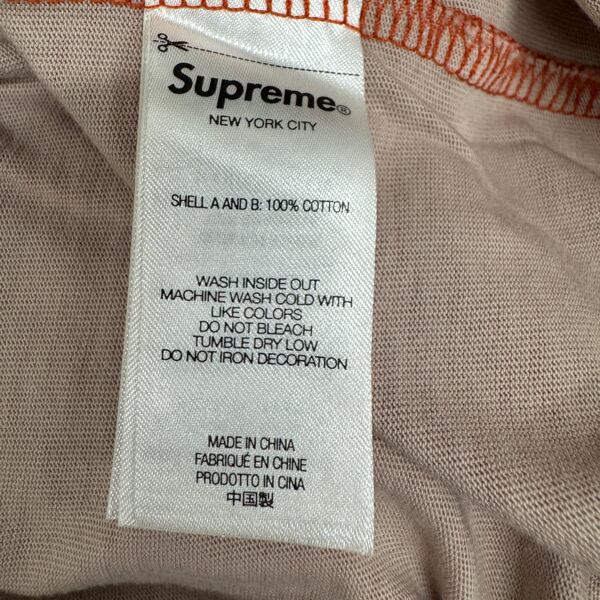 Supreme®
NEW YORK CITY
SHELL A AND B: 100% COTTON
WASH INSIDE OUT
MACHINE WASH COLD WITH
LIKE COLORS
DO NOT BLEACH
TUMBLE DRY LOW
DO NOT IRON DECORATION
MADE IN CHINA
FABRIQUÉ EN CHINE
PRODOTTO IN CINA
中国製